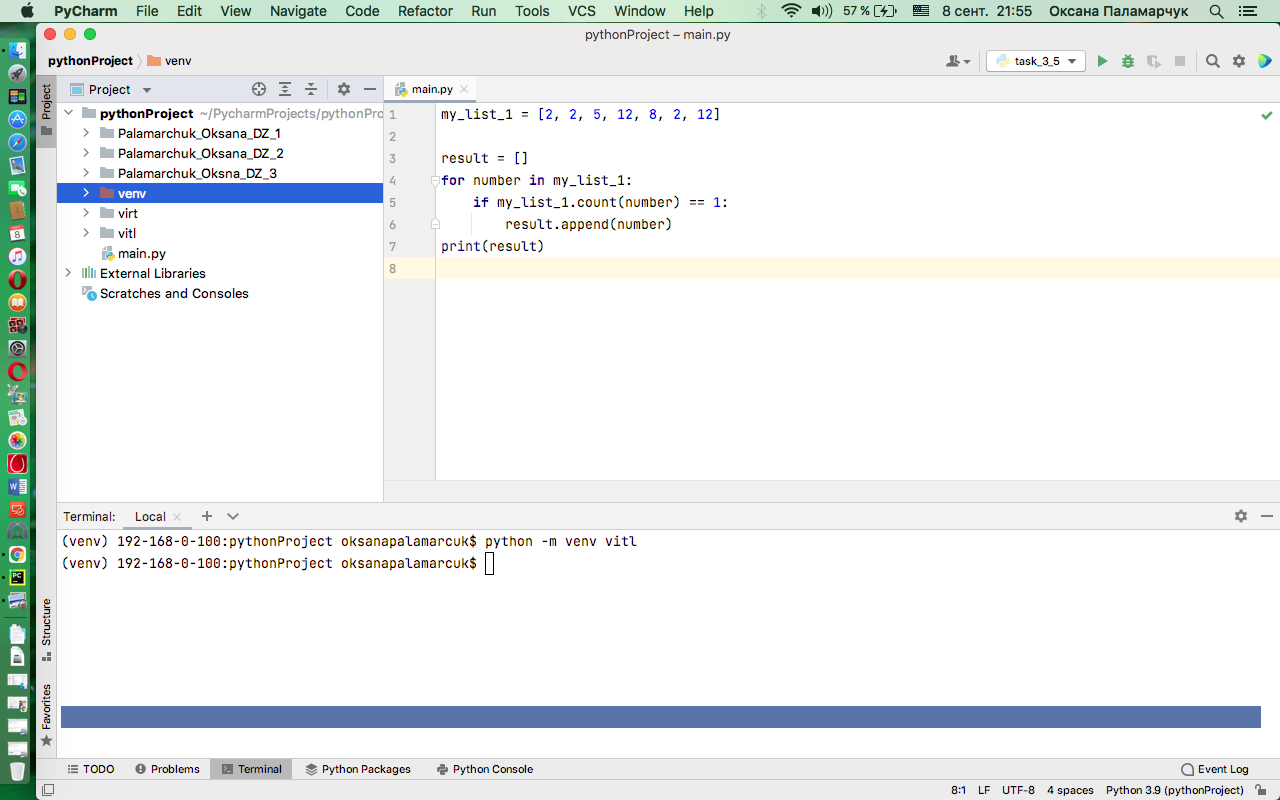 PyCharm File Edit View Navigate Code Refactor Run Tools VCS Window Help 57 % 8 сент. 21:55 Оксана Паламарчук
pythonProject – main.py
pythonProject venv task_3_5
Project
Project
main.py
pythonProject ~/PycharmProjects/pythonPro
Palamarchuk_Oksana_DZ_1
Palamarchuk_Oksana_DZ_2
Palamarchuk_Oksna_DZ_3
venv
virt
vitl
main.py
External Libraries
Scratches and Consoles
1 my_list_1 = [2, 2, 5, 12, 8, 2, 12]
2
3 result = []
4 for number in my_list_1:
5 if my_list_1.count(number) == 1:
6 result.append(number)
7 print(result)
8
Terminal: Local
(venv) 192-168-0-100:pythonProject oksanapalamarcuk$ python -m venv vitl
(venv) 192-168-0-100:pythonProject oksanapalamarcuk$
Structure
Favorites
TODO Problems Terminal Python Packages Python Console Event Log
8:1 LF UTF-8 4 spaces Python 3.9 (pythonProject)